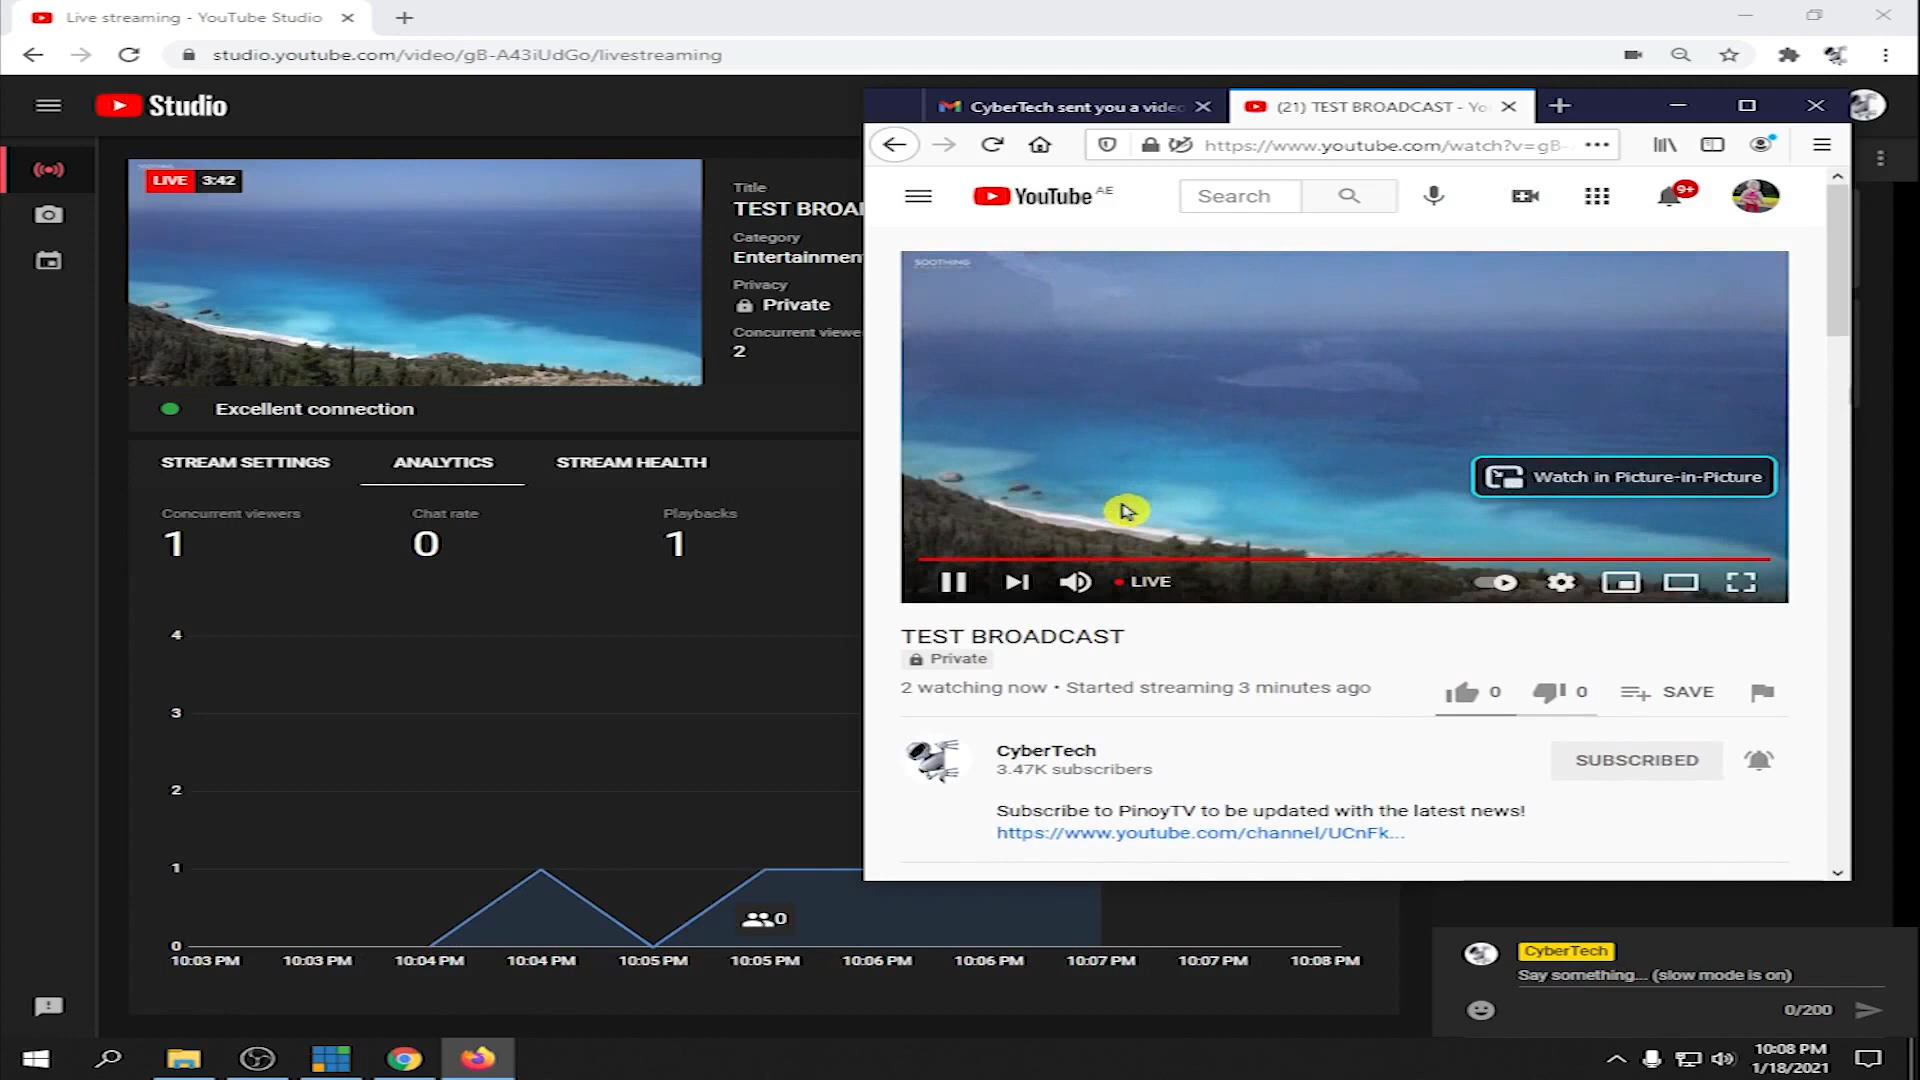 Live streaming - YouTube Studio
studio.youtube.com/video/gB-A43iUdGo/livestreaming
Studio
LIVE 3:42
Title
TEST BROA
Category
Entertainmen
Privacy
Private
Concurrent viewe
2
Excellent connection
STREAM SETTINGS ANALYTICS STREAM HEALTH
Concurrent viewers Chat rate Playbacks
1 0 1
4
3
2
1
0
0
10:03 PM 10:03 PM 10:04 PM 10:04 PM 10:05 PM 10:05 PM 10:06 PM 10:06 PM 10:07 PM 10:07 PM 10:08 PM
CyberTech sent you a video
(21) TEST BROADCAST - Yo
https://www.youtube.com/watch?v=gB-
YouTube AE
Search
9+
SOOTHING
Watch in Picture-in-Picture
LIVE
TEST BROADCAST
Private
2 watching now • Started streaming 3 minutes ago
0 0 SAVE
CyberTech
3.47K subscribers
SUBSCRIBED
Subscribe to PinoyTV to be updated with the latest news!
https://www.youtube.com/channel/UCnFk...
CyberTech
Say something... (slow mode is on)
0/200
10:08 PM
1/18/2021